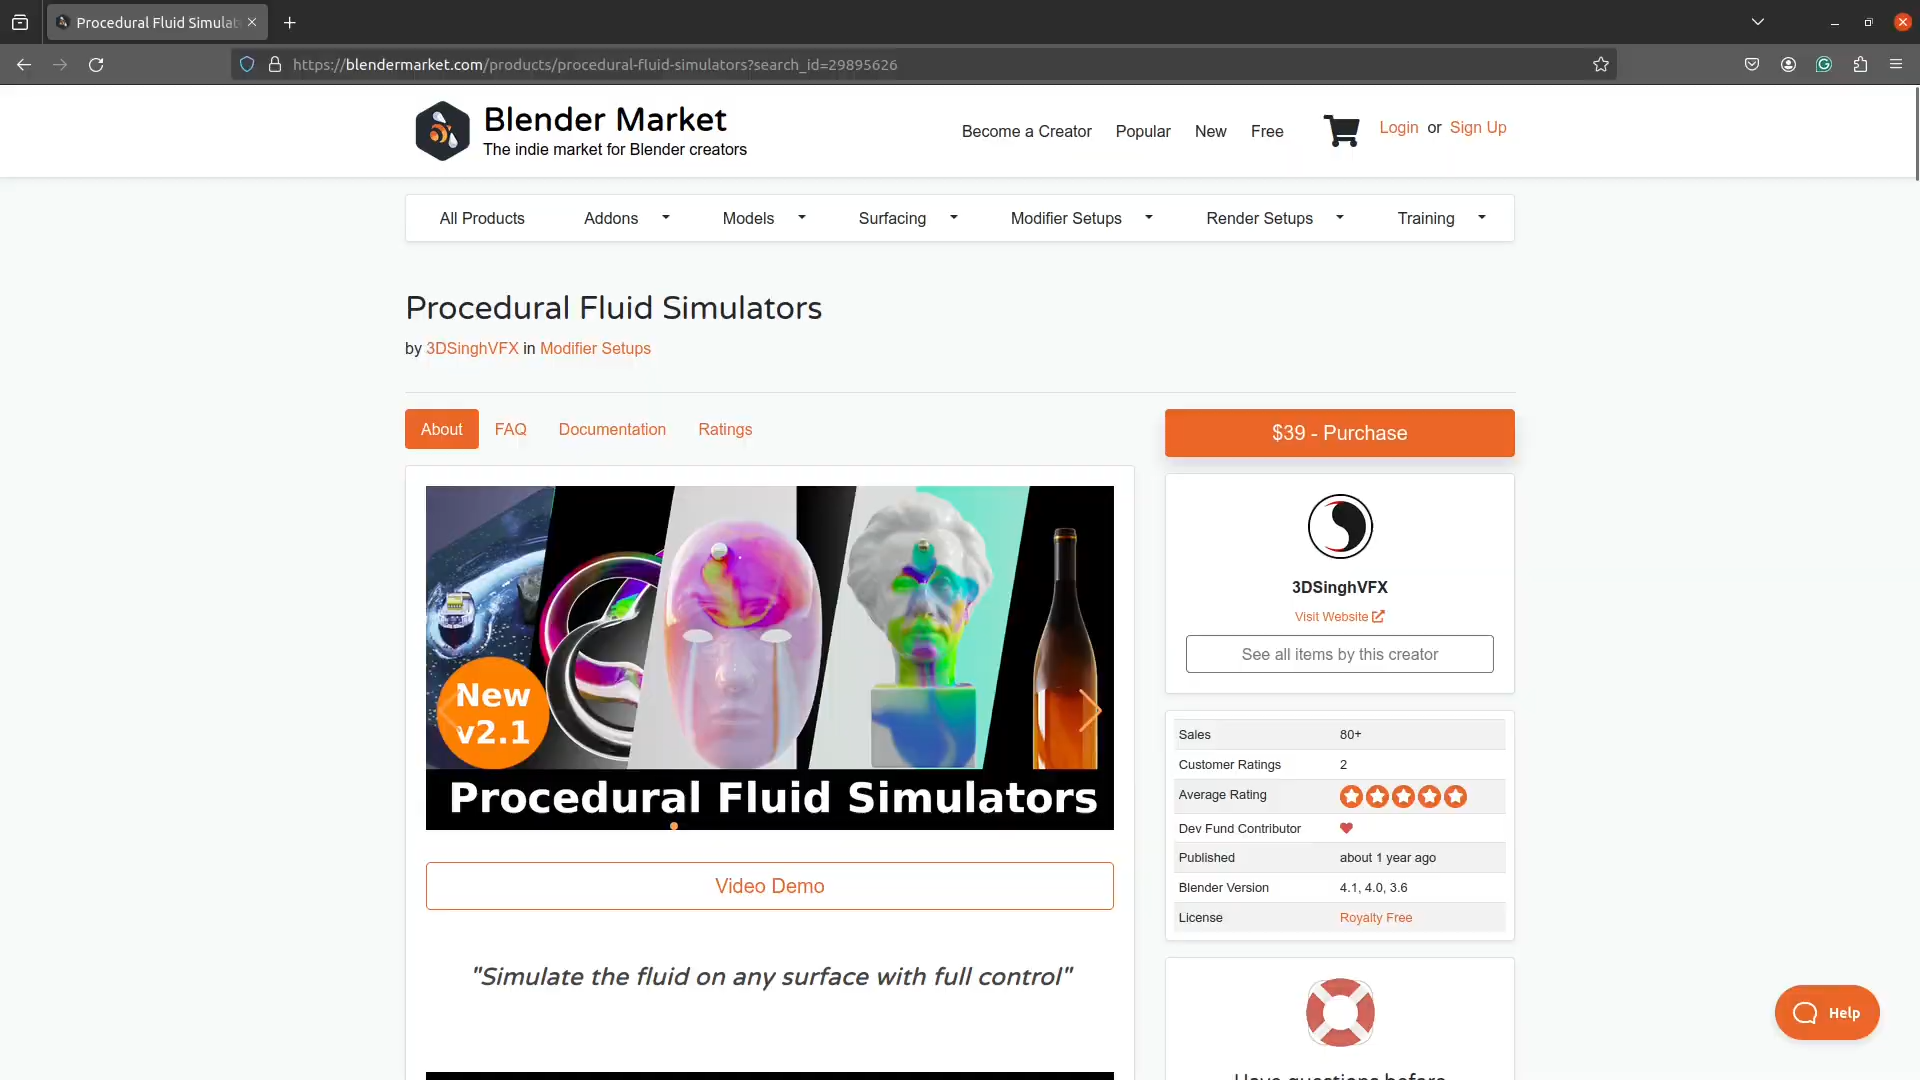 Procedural Fluid Simulat
https://blendermarket.com/products/procedural-fluid-simulators?search_id=29895626
Blender Market
The indie market for Blender creators
Become a Creator
Popular
New
Free
Login or Sign Up
All Products
Addons
Models
Surfacing
Modifier Setups
Render Setups
Training
Procedural Fluid Simulators
by 3DSinghVFX in Modifier Setups
About
FAQ
Documentation
Ratings
$39 - Purchase
New
v2.1
Procedural Fluid Simulators
3DSinghVFX
Visit Website
See all items by this creator
Sales 80+
Customer Ratings 2
Average Rating
Dev Fund Contributor
Published about 1 year ago
Blender Version 4.1, 4.0, 3.6
License Royalty Free
Video Demo
"Simulate the fluid on any surface with full control"
Have questions before
Help